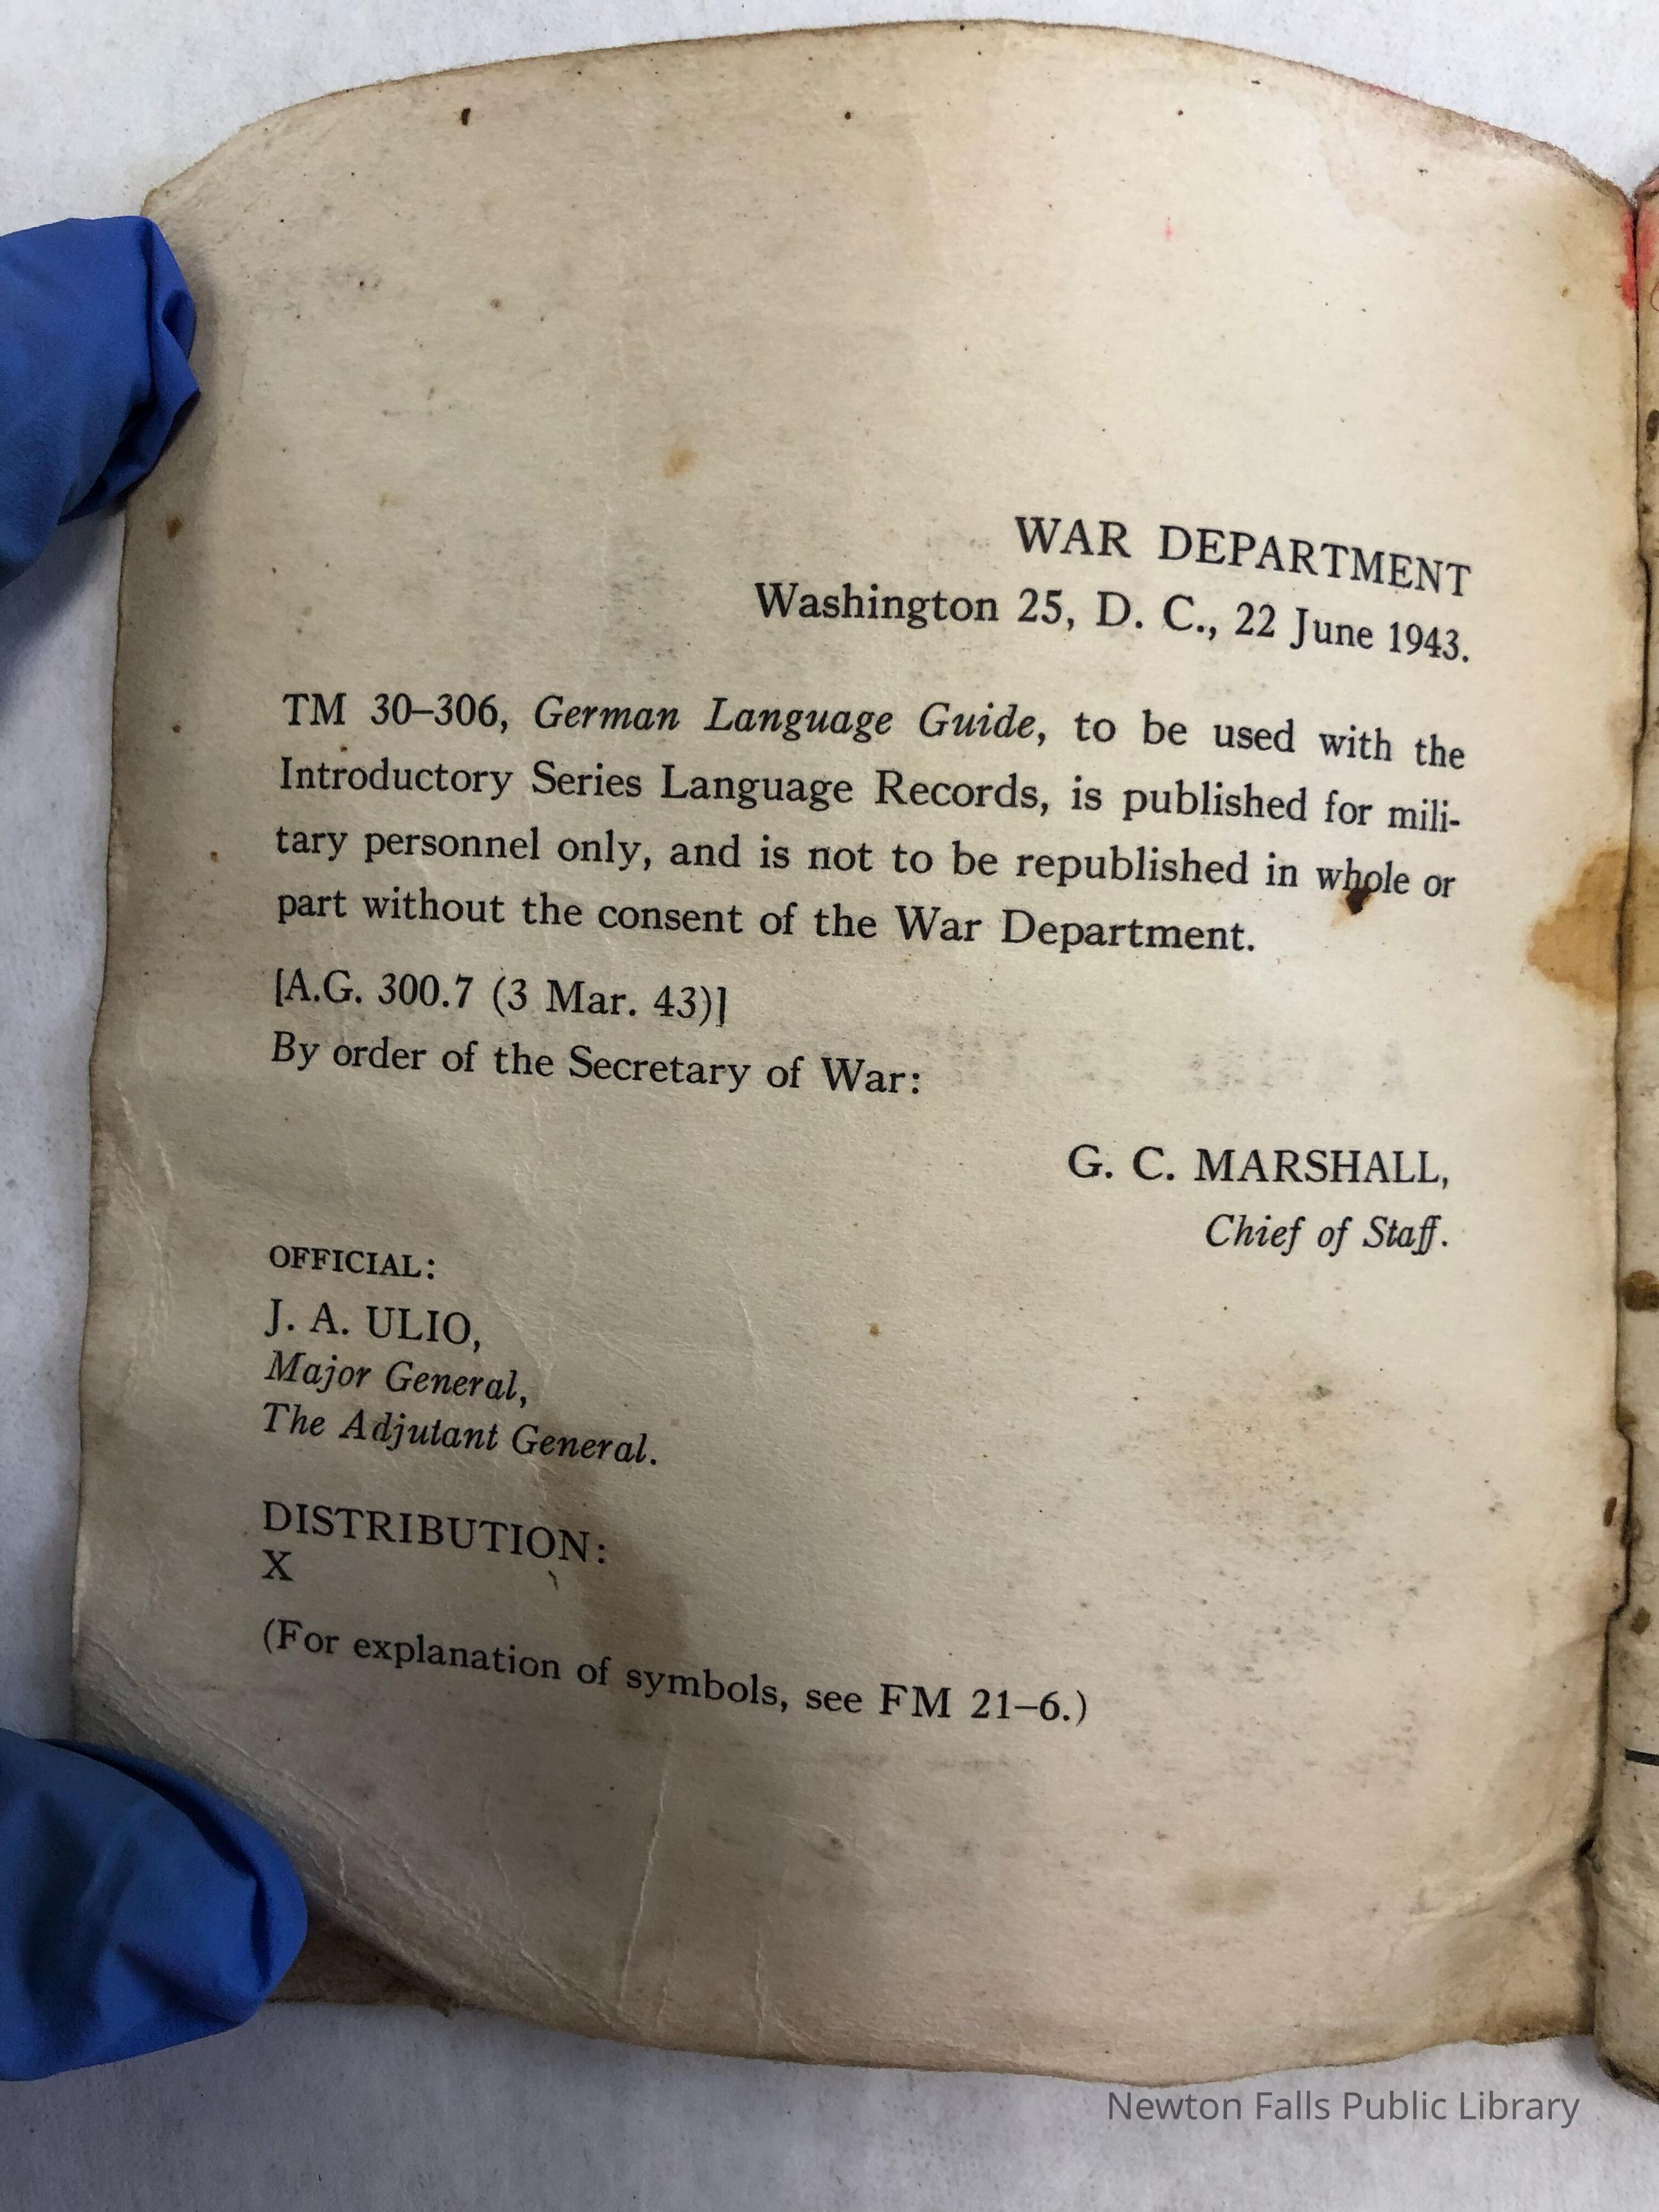 WAR DEPARTMENT
Washington 25, D. C., 22 June 1943.
TM 30–306, German Language Guide, to be used with the
Introductory Series Language Records, is published for mili-
tary personnel only, and is not to be republished in whole or
part without the consent of the War Department.
[A.G. 300.7 (3 Mar. 43)]
By order of the Secretary of War:
G. C. MARSHALL,
Chief of Staff.
OFFICIAL:
J. A. ULIO,
Major General,
The Adjutant General.
DISTRIBUTION:
X
(For explanation of symbols, see FM 21–6.)
Newton Falls Public Library